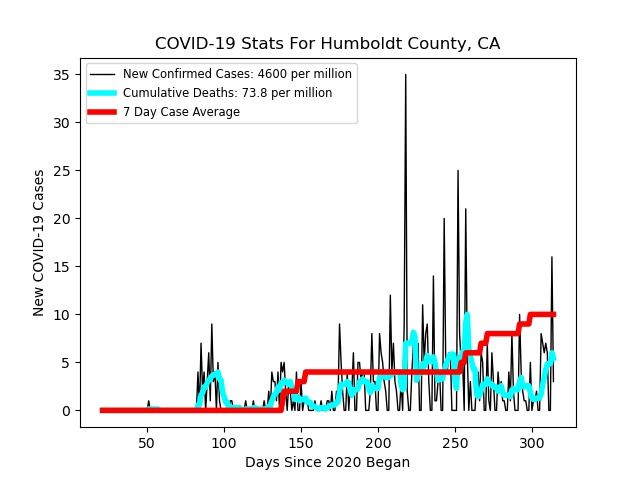 COVID-19 Stats For Humboldt County, CA
New Confirmed Cases: 4600 per million
Cumulative Deaths: 73.8 per million
7 Day Case Average
New COVID-19 Cases
35
30
25
20
15
10
5
0
50 100 150 200 250 300
Days Since 2020 Began